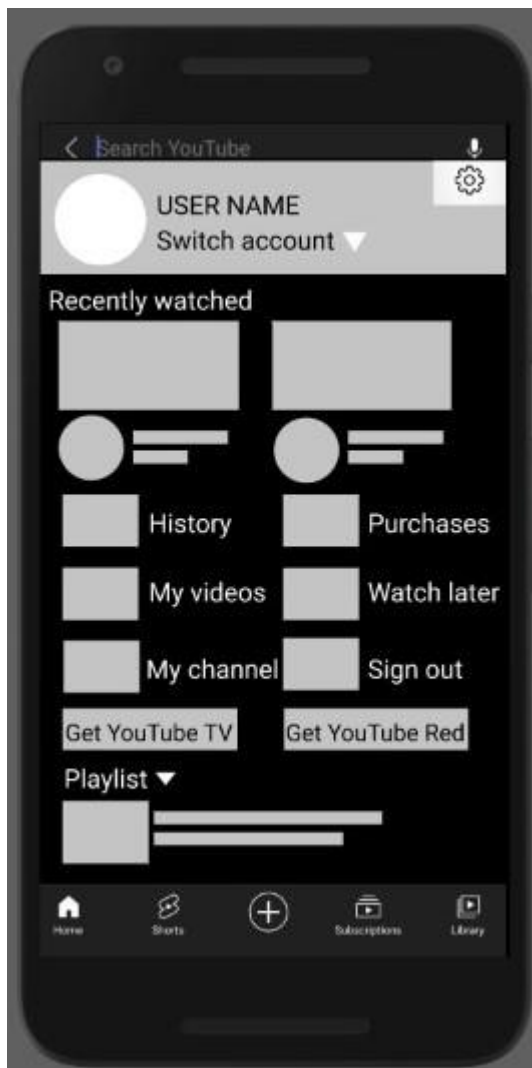 Search YouTube
USER NAME
Switch account
Recently watched
History
Purchases
My videos
Watch later
My channel
Sign out
Get YouTube TV
Get YouTube Red
Playlist
Home
Shorts
Subscriptions
Library